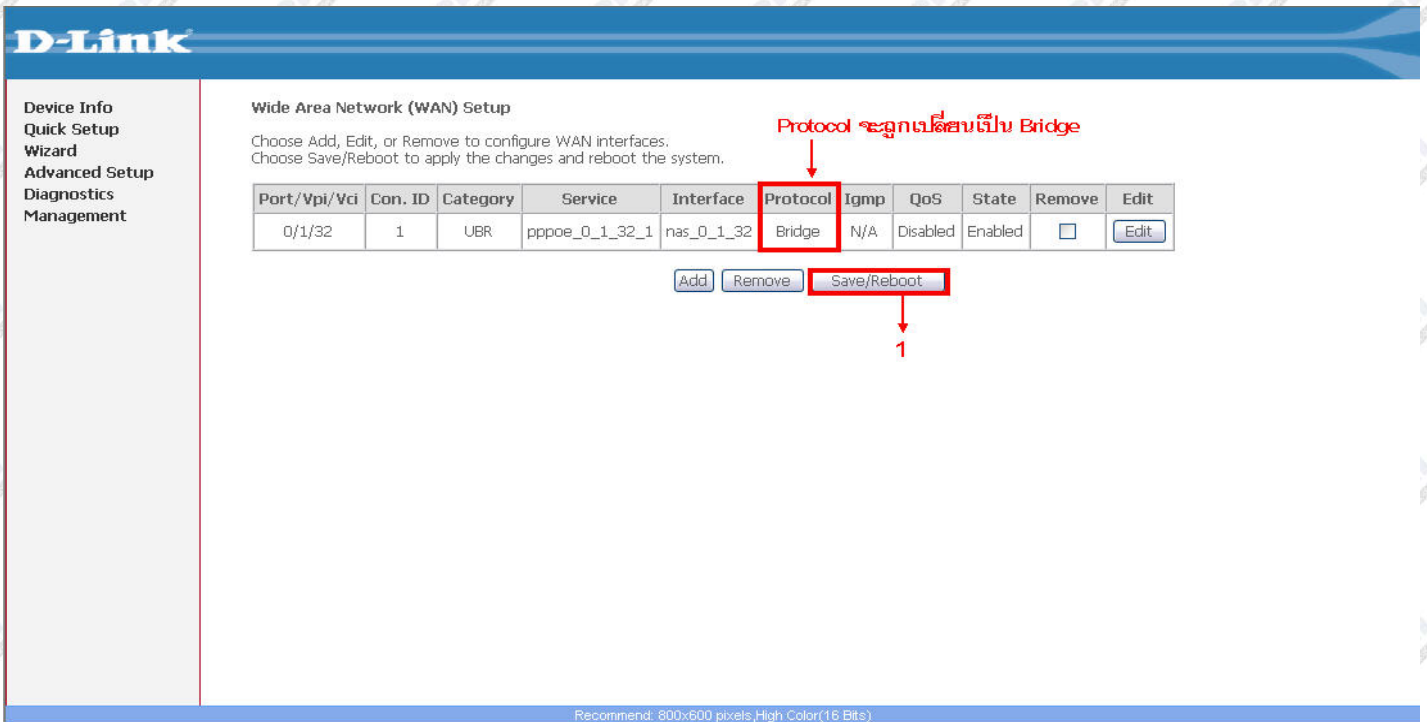 D-Link
Device Info
Quick Setup
Wizard
Advanced Setup
Diagnostics
Management
Wide Area Network (WAN) Setup
Choose Add, Edit, or Remove to configure WAN interfaces.
Choose Save/Reboot to apply the changes and reboot the system.
Protocol จะถูกเปลี่ยนเป็น Bridge
Port/Vpi/Vci Con. ID Category Service Interface Protocol Igmp QoS State Remove Edit
0/1/32 1 UBR pppoe_0_1_32_1 nas_0_1_32 Bridge N/A Disabled Enabled Edit
Add Remove Save/Reboot
1
Recommend: 800x600 pixels,High Color(16 Bits)